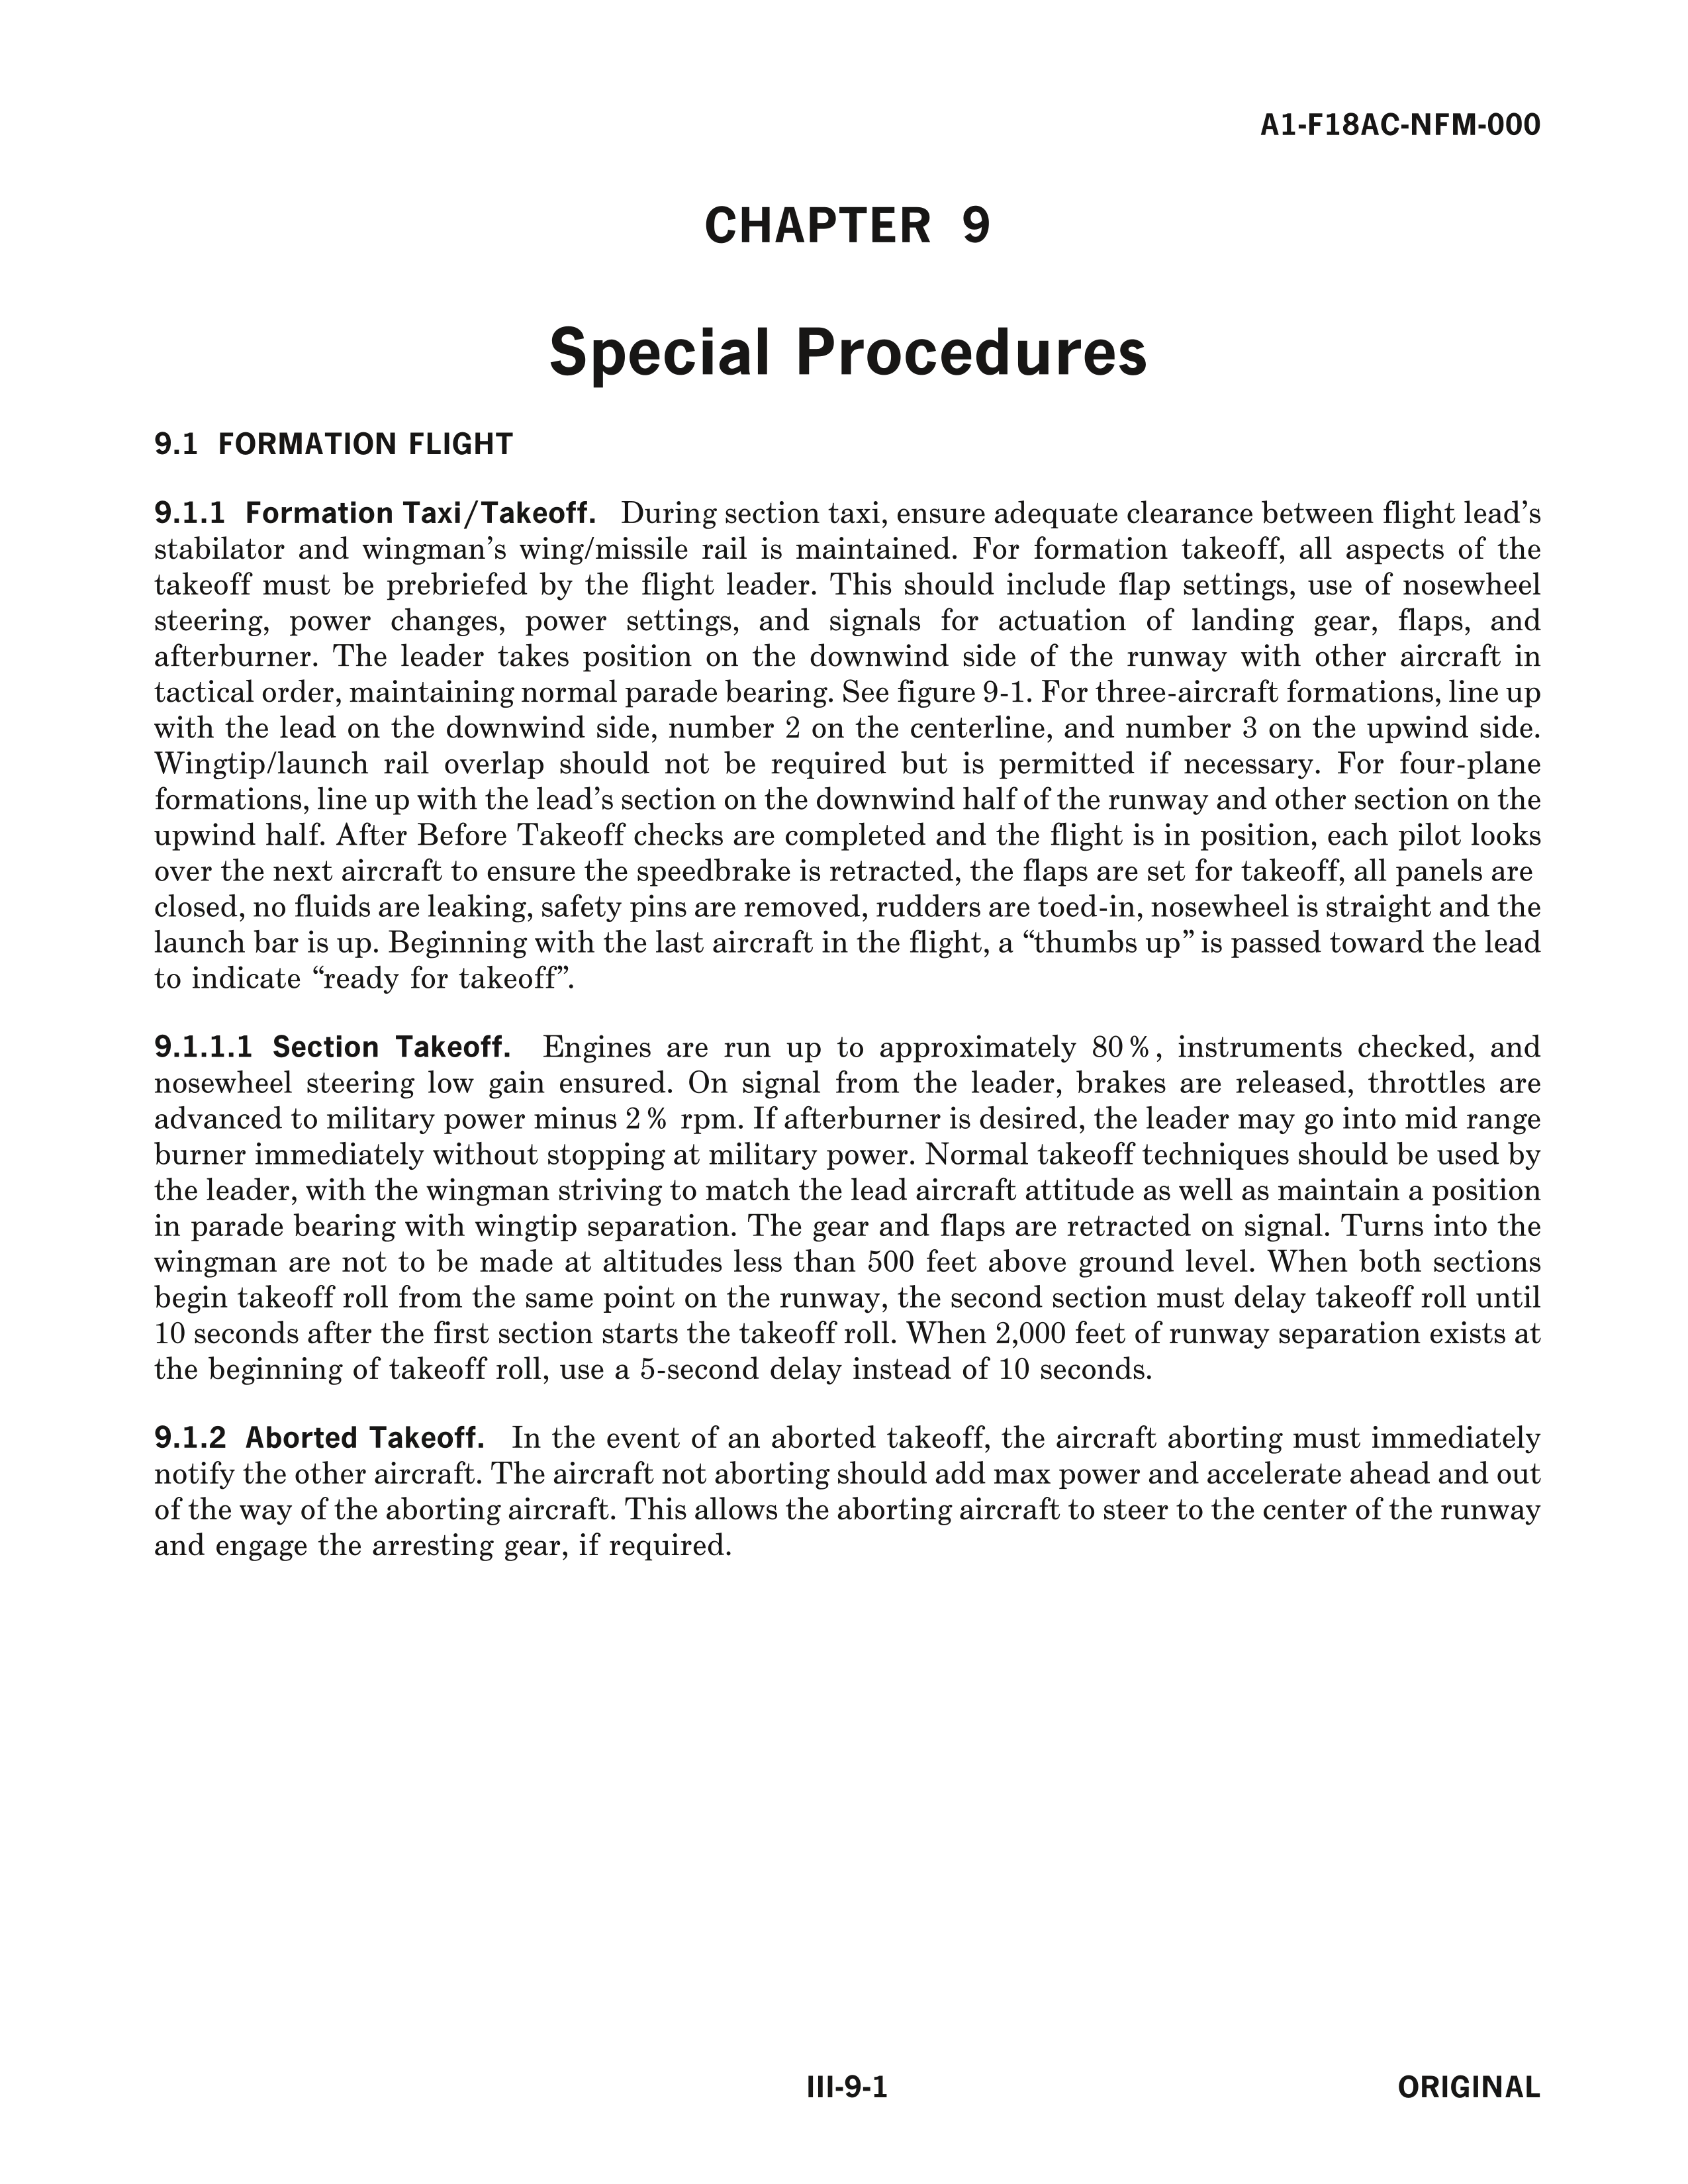 A1-F18AC-NFM-000
CHAPTER 9
Special Procedures
9.1 FORMATION FLIGHT
9.1.1 Formation Taxi/Takeoff. During section taxi, ensure adequate clearance between flight lead’s
stabilator and wingman’s wing/missile rail is maintained. For formation takeoff, all aspects of the
takeoff must be prebriefed by the flight leader. This should include flap settings, use of nosewheel
steering, power changes, power settings, and signals for actuation of landing gear, flaps, and
afterburner. The leader takes position on the downwind side of the runway with other aircraft in
tactical order, maintaining normal parade bearing. See figure 9-1. For three-aircraft formations, line up
with the lead on the downwind side, number 2 on the centerline, and number 3 on the upwind side.
Wingtip/launch rail overlap should not be required but is permitted if necessary. For four-plane
formations, line up with the lead’s section on the downwind half of the runway and other section on the
upwind half. After Before Takeoff checks are completed and the flight is in position, each pilot looks
over the next aircraft to ensure the speedbrake is retracted, the flaps are set for takeoff, all panels are
closed, no fluids are leaking, safety pins are removed, rudders are toed-in, nosewheel is straight and the
launch bar is up. Beginning with the last aircraft in the flight, a “thumbs up” is passed toward the lead
to indicate “ready for takeoff”.
9.1.1.1 Section Takeoff. Engines are run up to approximately 80%, instruments checked, and
nosewheel steering low gain ensured. On signal from the leader, brakes are released, throttles are
advanced to military power minus 2% rpm. If afterburner is desired, the leader may go into mid range
burner immediately without stopping at military power. Normal takeoff techniques should be used by
the leader, with the wingman striving to match the lead aircraft attitude as well as maintain a position
in parade bearing with wingtip separation. The gear and flaps are retracted on signal. Turns into the
wingman are not to be made at altitudes less than 500 feet above ground level. When both sections
begin takeoff roll from the same point on the runway, the second section must delay takeoff roll until
10 seconds after the first section starts the takeoff roll. When 2,000 feet of runway separation exists at
the beginning of takeoff roll, use a 5-second delay instead of 10 seconds.
9.1.2 Aborted Takeoff. In the event of an aborted takeoff, the aircraft aborting must immediately
notify the other aircraft. The aircraft not aborting should add max power and accelerate ahead and out
of the way of the aborting aircraft. This allows the aborting aircraft to steer to the center of the runway
and engage the arresting gear, if required.
III-9-1
ORIGINAL